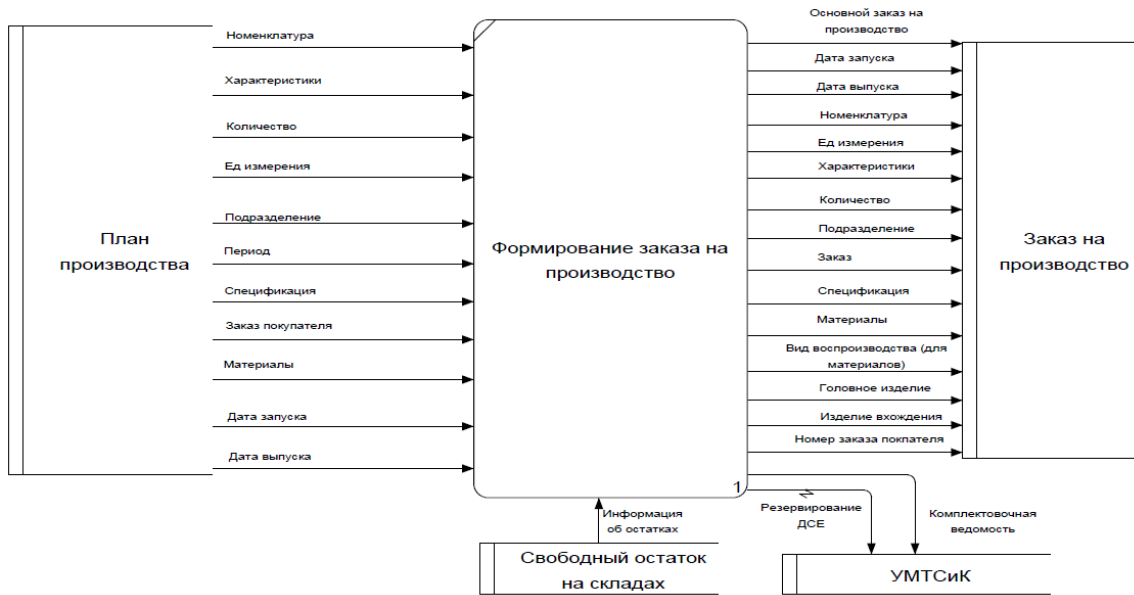 План
производства
Номенклатура
Характеристики
Количество
Ед измерения
Подразделение
Период
Спецификация
Заказ покупателя
Материалы
Дата запуска
Дата выпуска
Формирование заказа на
производство
1
Информация
об остатках
Свободный остаток
на складах
Основной заказ на
производство
Дата запуска
Дата выпуска
Номенклатура
Ед измерения
Характеристики
Количество
Подразделение
Заказ
Спецификация
Материалы
Вид воспроизводства (для
материалов)
Головное изделие
Изделие вхождения
Номер заказа покпателя
Заказ на
производство
Резервирование
ДСЕ
Комплектовочная
ведомость
УМТСиК